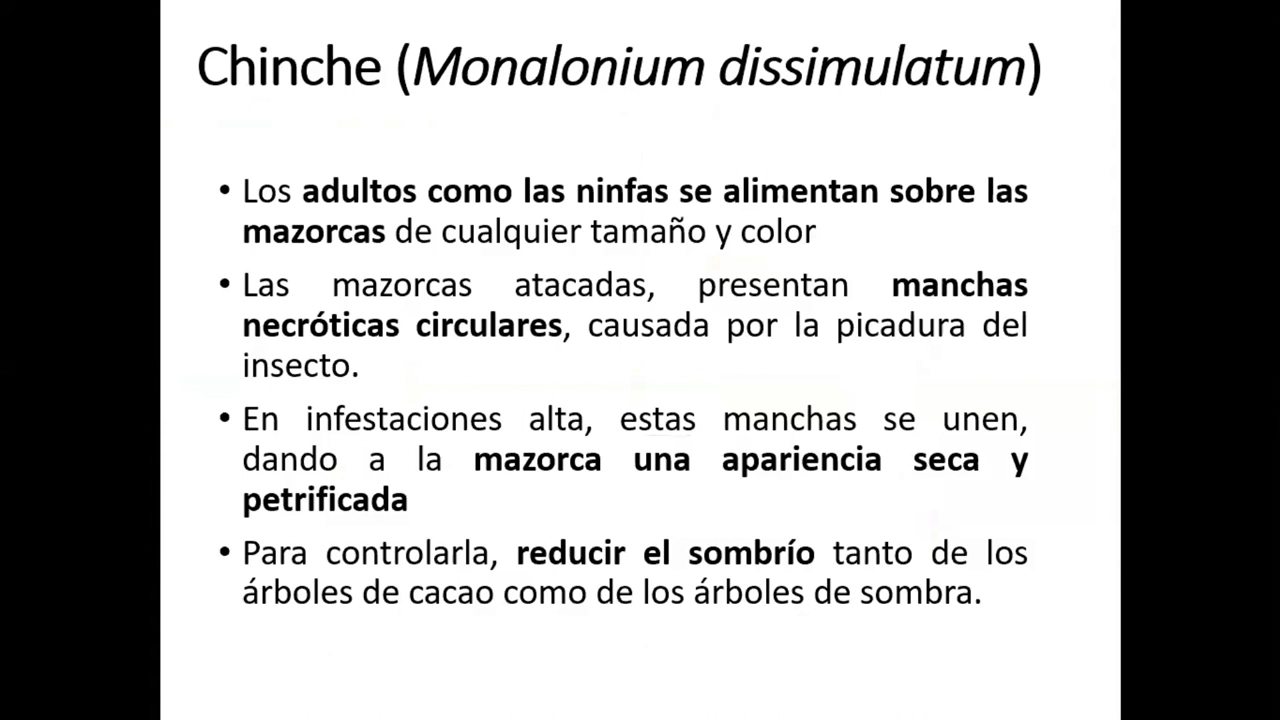 Chinche (Monalonium dissimulatum)
• Los adultos como las ninfas se alimentan sobre las
mazorcas de cualquier tamaño y color
• Las mazorcas atacadas, presentan manchas
necróticas circulares, causada por la picadura del
insecto.
• En infestaciones alta, estas manchas se unen,
dando a la mazorca una apariencia seca y
petrificada
• Para controlarla, reducir el sombrío tanto de los
árboles de cacao como de los árboles de sombra.